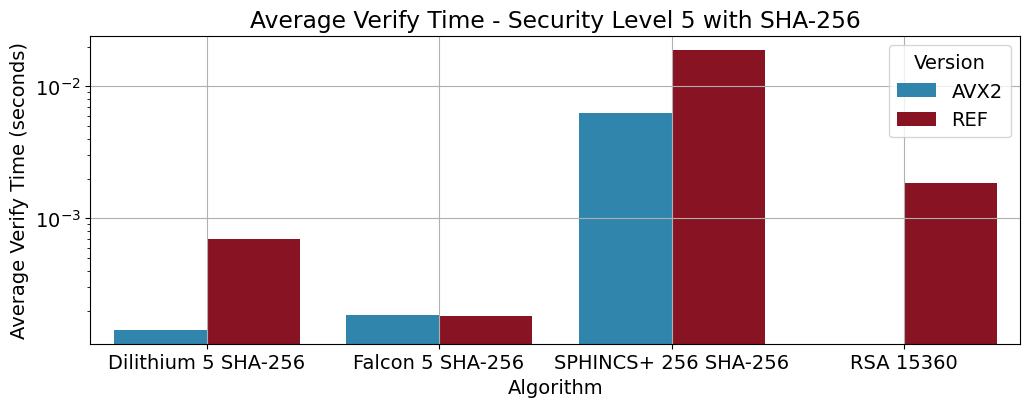 Average Verify Time - Security Level 5 with SHA-256
Average Verify Time (seconds)
10⁻²
10⁻³
Version
AVX2
REF
Dilithium 5 SHA-256
Falcon 5 SHA-256
SPHINCS+ 256 SHA-256
RSA 15360
Algorithm